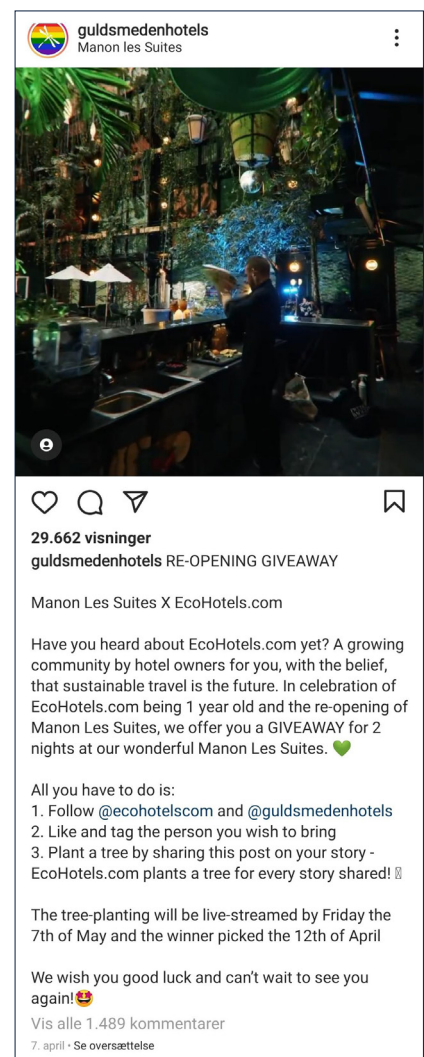 guldsmedenhotels
Manon les Suites
29.662 visninger
guldsmedenhotels RE-OPENING GIVEAWAY
Manon Les Suites X EcoHotels.com
Have you heard about EcoHotels.com yet? A growing
community by hotel owners for you, with the belief,
that sustainable travel is the future. In celebration of
EcoHotels.com being 1 year old and the re-opening of
Manon Les Suites, we offer you a GIVEAWAY for 2
nights at our wonderful Manon Les Suites. 💚
All you have to do is:
1. Follow @ecohotelscom and @guldsmedenhotels
2. Like and tag the person you wish to bring
3. Plant a tree by sharing this post on your story -
EcoHotels.com plants a tree for every story shared!
The tree-planting will be live-streamed by Friday the
7th of May and the winner picked the 12th of April
We wish you good luck and can't wait to see you
again!🤩
Vis alle 1.489 kommentarer
7. april • Se oversættelse